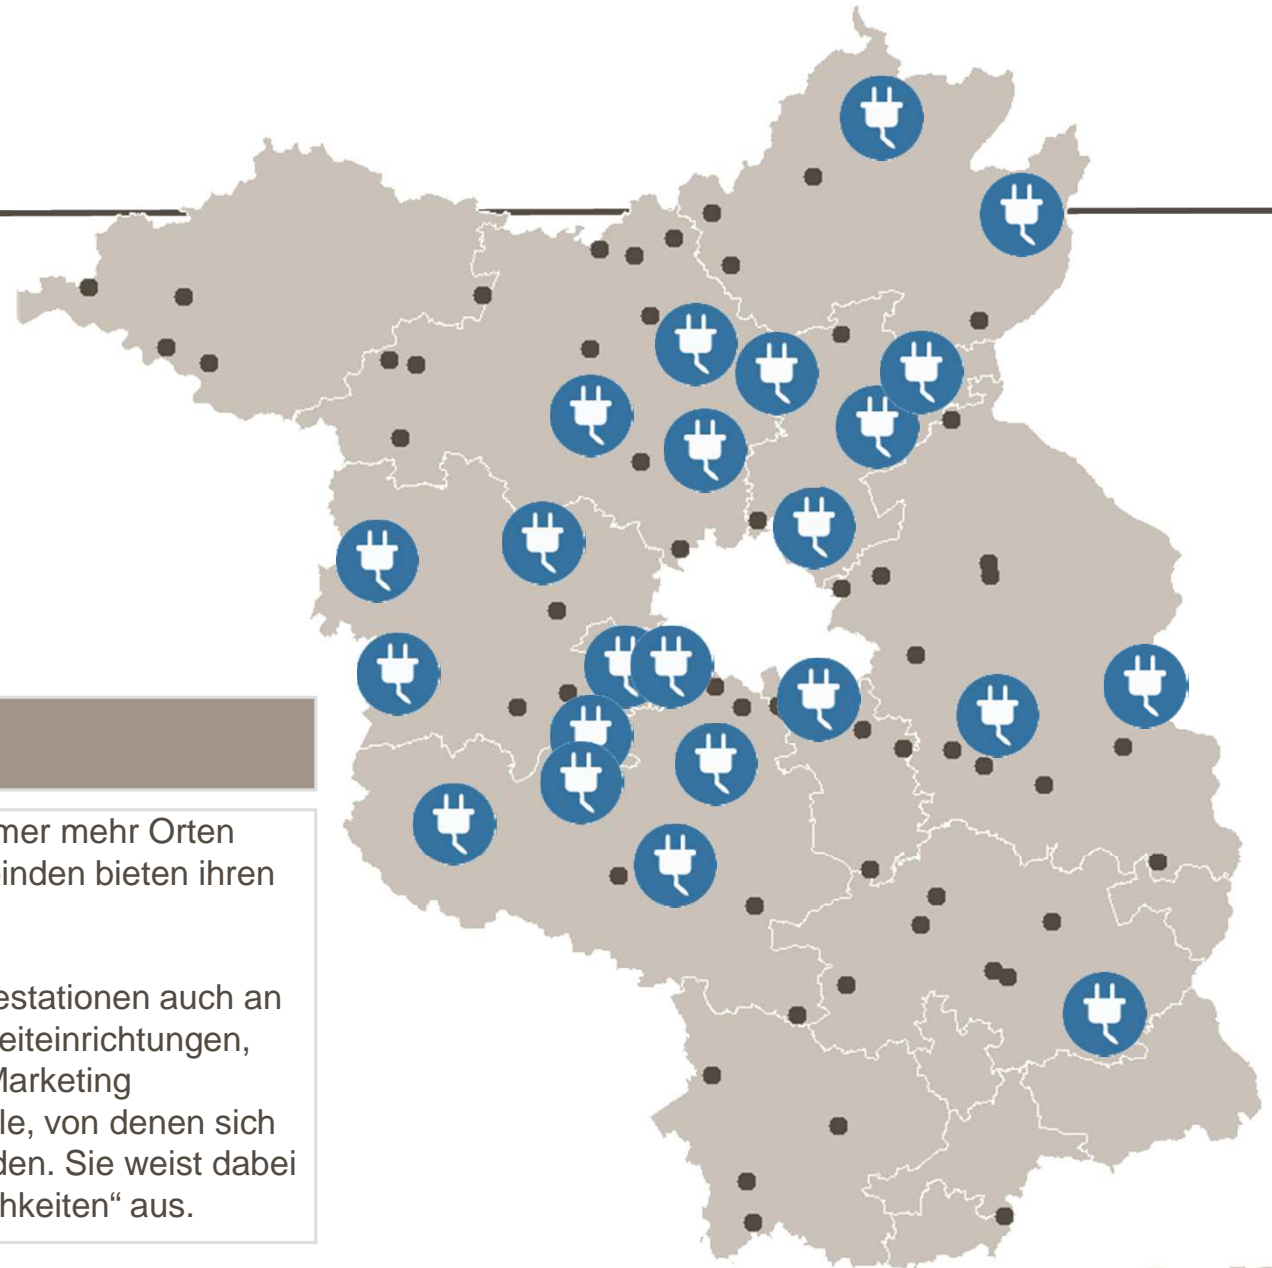 mer mehr Orten
einden bieten ihren
estationen auch an
eiteinrichtungen,
Marketing
le, von denen sich
den. Sie weist dabei
hkeiten“ aus.